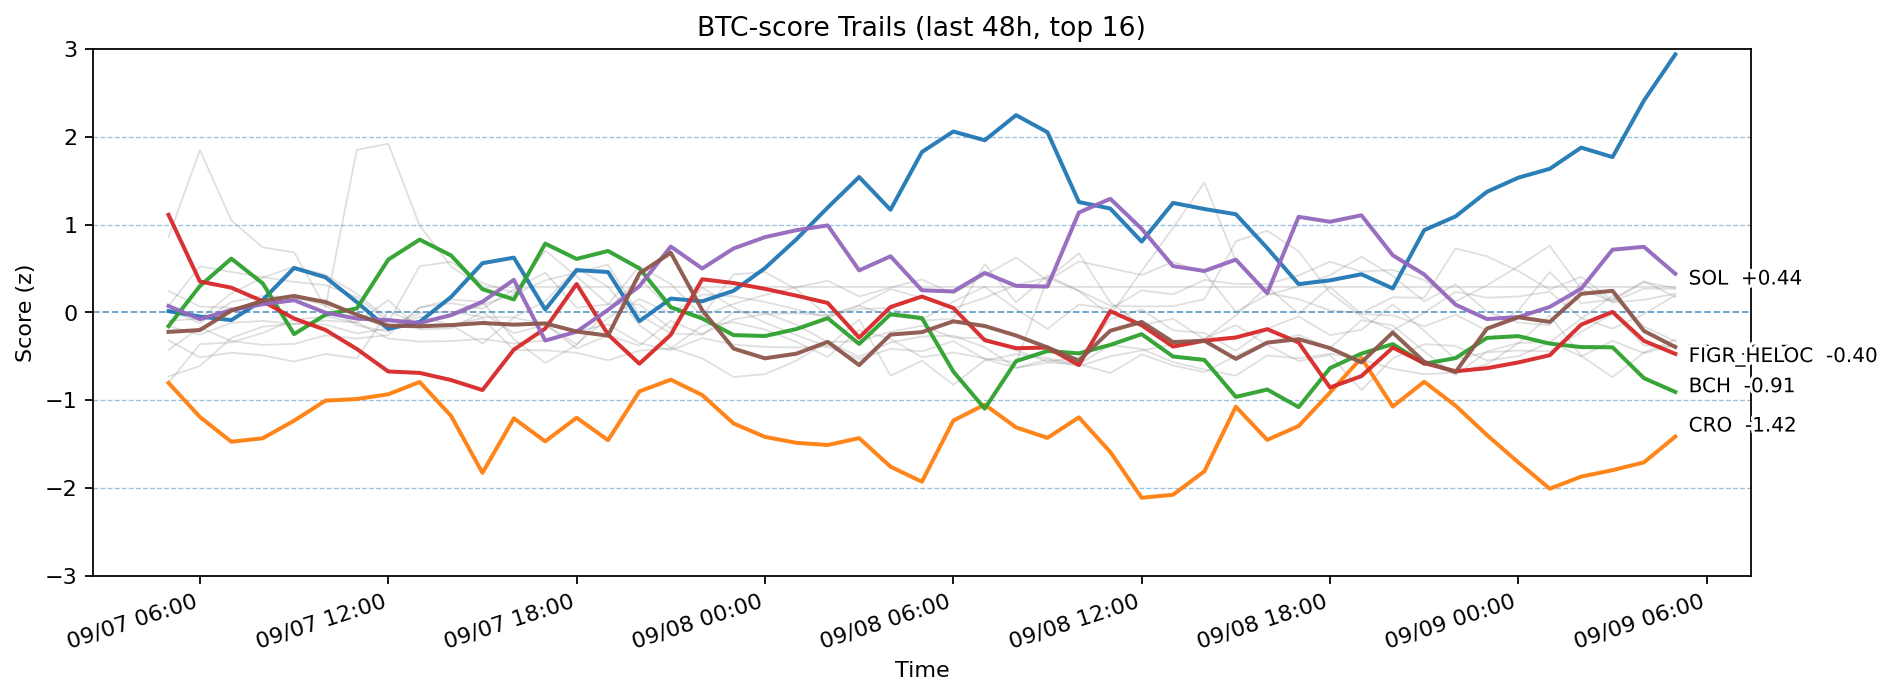 BTC-score Trails (last 48h, top 16)
3
2
1
0
−1
−2
−3
Score (z)
SOL +0.44
FIGR_HELOC -0.40
BCH -0.91
CRO -1.42
09/07 06:00
09/07 12:00
09/07 18:00
09/08 00:00
09/08 06:00
09/08 12:00
09/08 18:00
09/09 00:00
09/09 06:00
Time